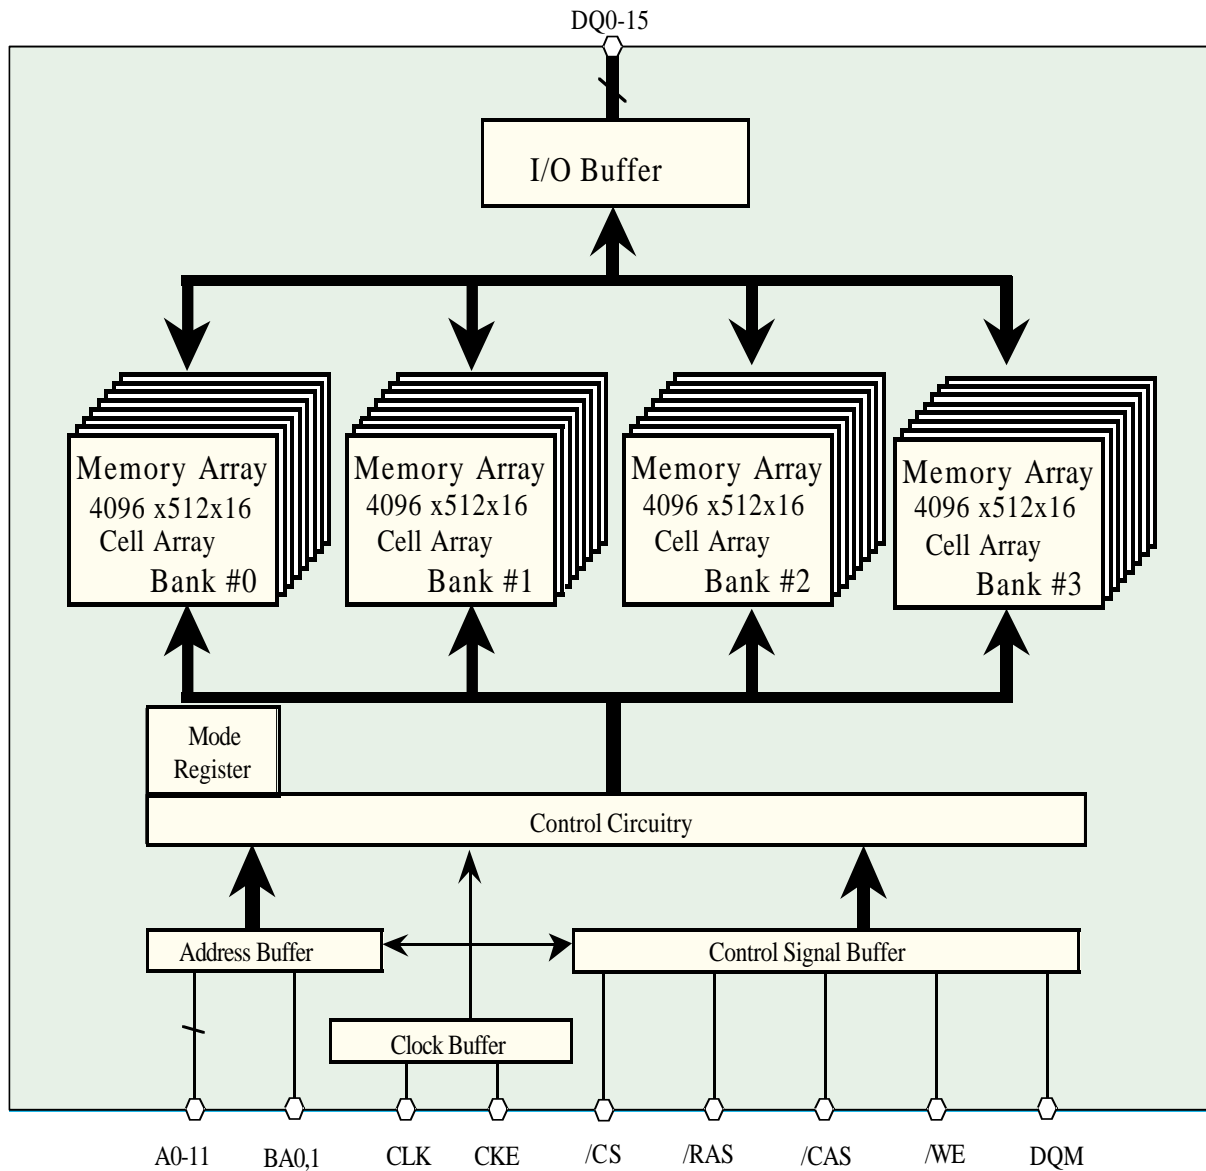 DQ0-15
I/O Buffer
Memory Array
4096 x512x16
Cell Array
Bank #0
Memory Array
4096 x512x16
Cell Array
Bank #1
Memory Array
4096 x512x16
Cell Array
Bank #2
Memory Array
4096 x512x16
Cell Array
Bank #3
Mode
Register
Control Circuitry
Address Buffer
Control Signal Buffer
Clock Buffer
A0-11
BA0,1
CLK
CKE
/CS
/RAS
/CAS
/WE
DQM